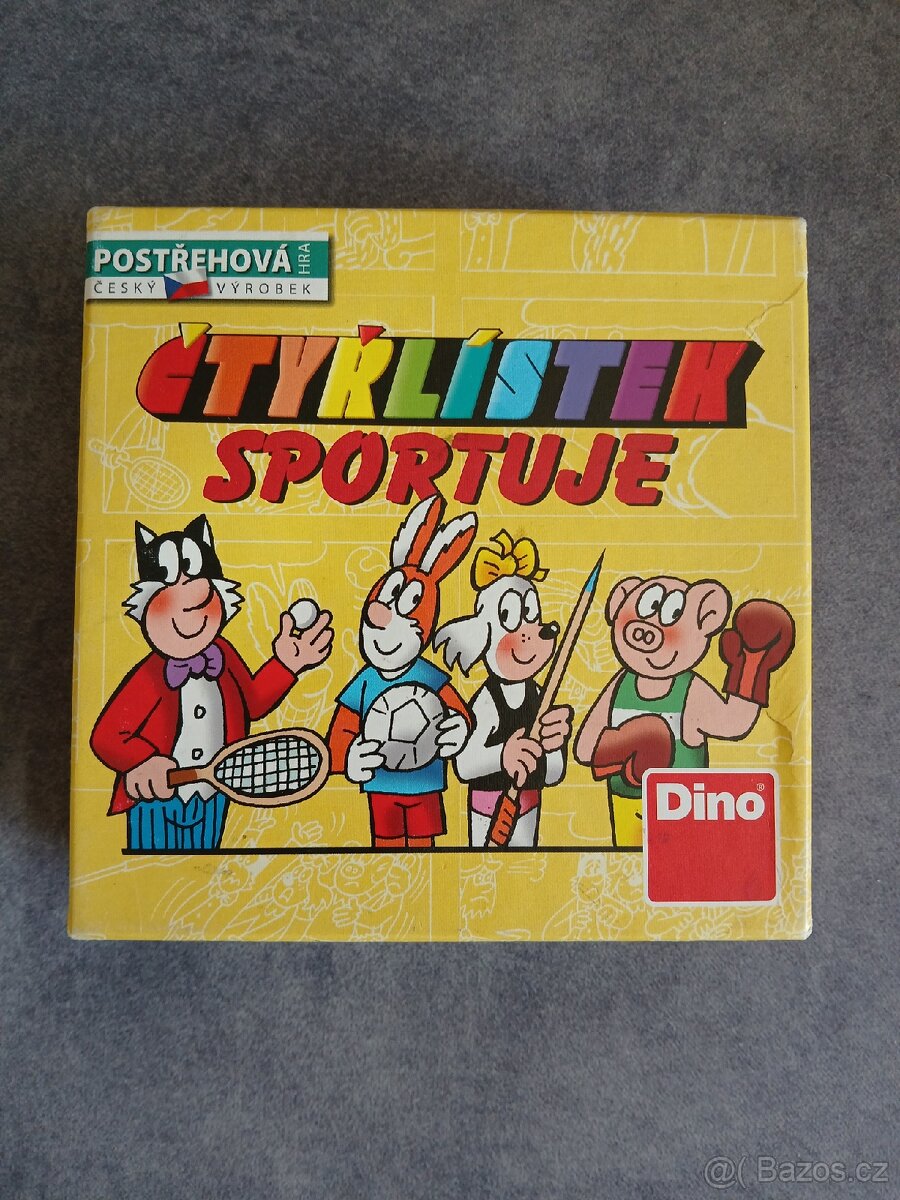 POSTŘEHOVÁ HRA
ČESKÝ VÝROBEK
ČTYŘLÍSTEK
SPORTUJE
Dino®
@( Bazos.cz